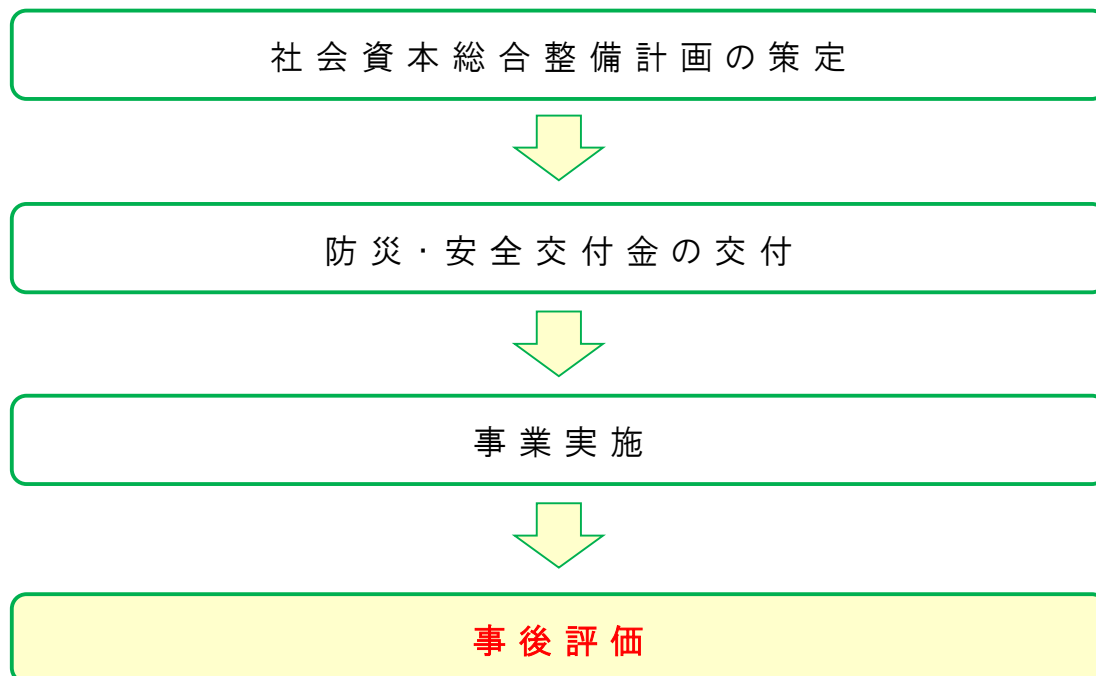 社会資本総合整備計画の策定
防災・安全交付金の交付
事業実施
事後評価